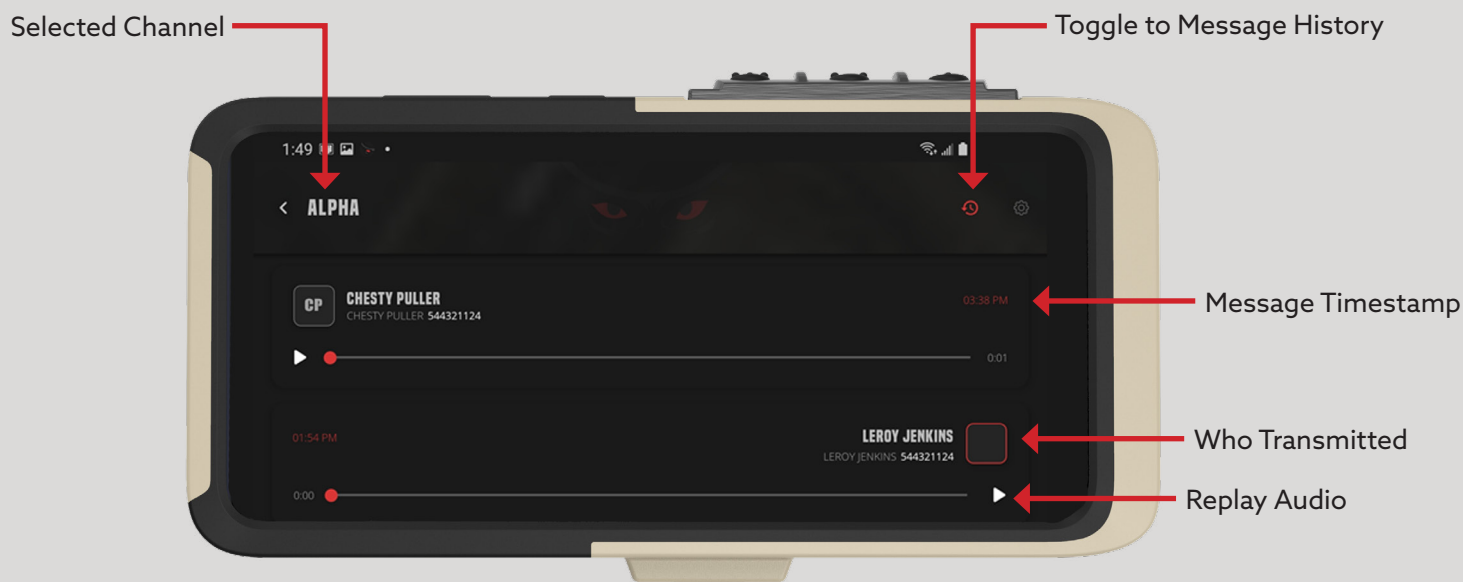 Selected Channel
Toggle to Message History
1:49
ALPHA
CP
CHESTY PULLER
03:38 PM
CHESTY PULLER 544321124
Message Timestamp
0:01
01:54 PM
LEROY JENKINS
LEROY JENKINS 544321124
Who Transmitted
0:00
Replay Audio